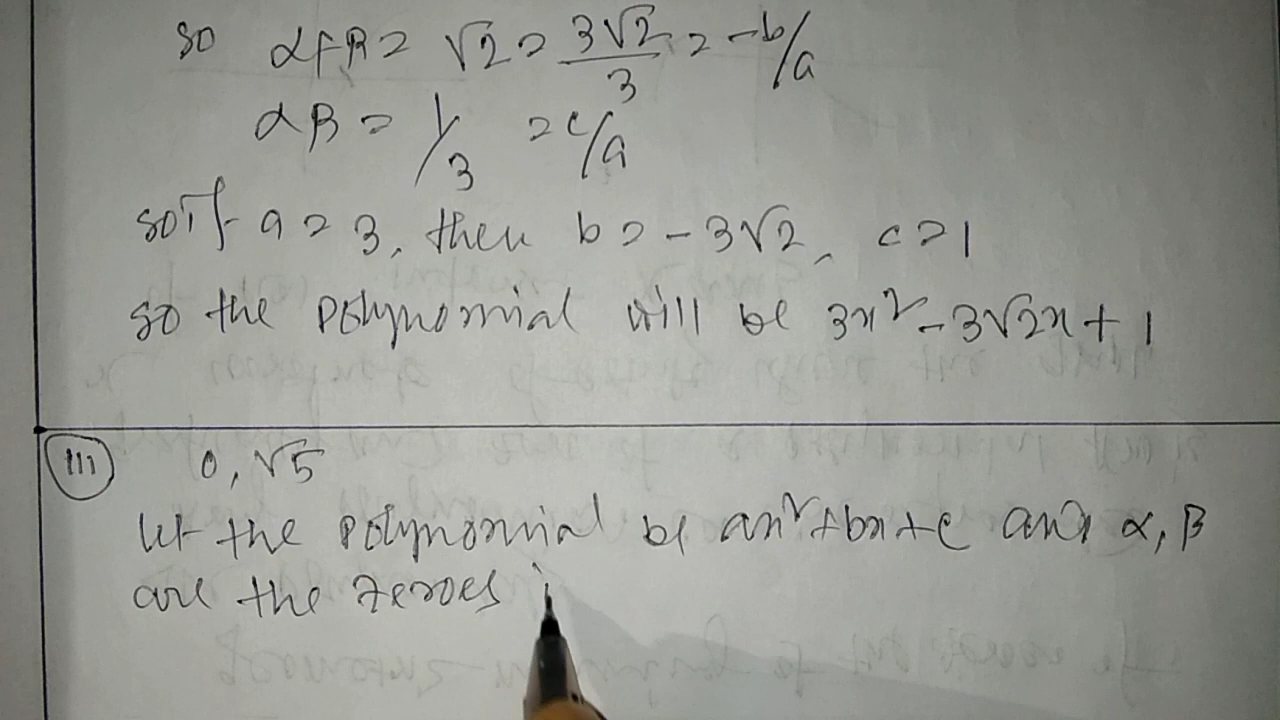 so α+β = √2 = 3√2/3 = -b/a
αβ = 1/3 = c/a
so if a = 3, then b = -3√2, c = 1
so the polynomial will be 3x² - 3√2x + 1
(iii) 0, √5
let the polynomial be ax² + bx + c and α, β
are the zeroes